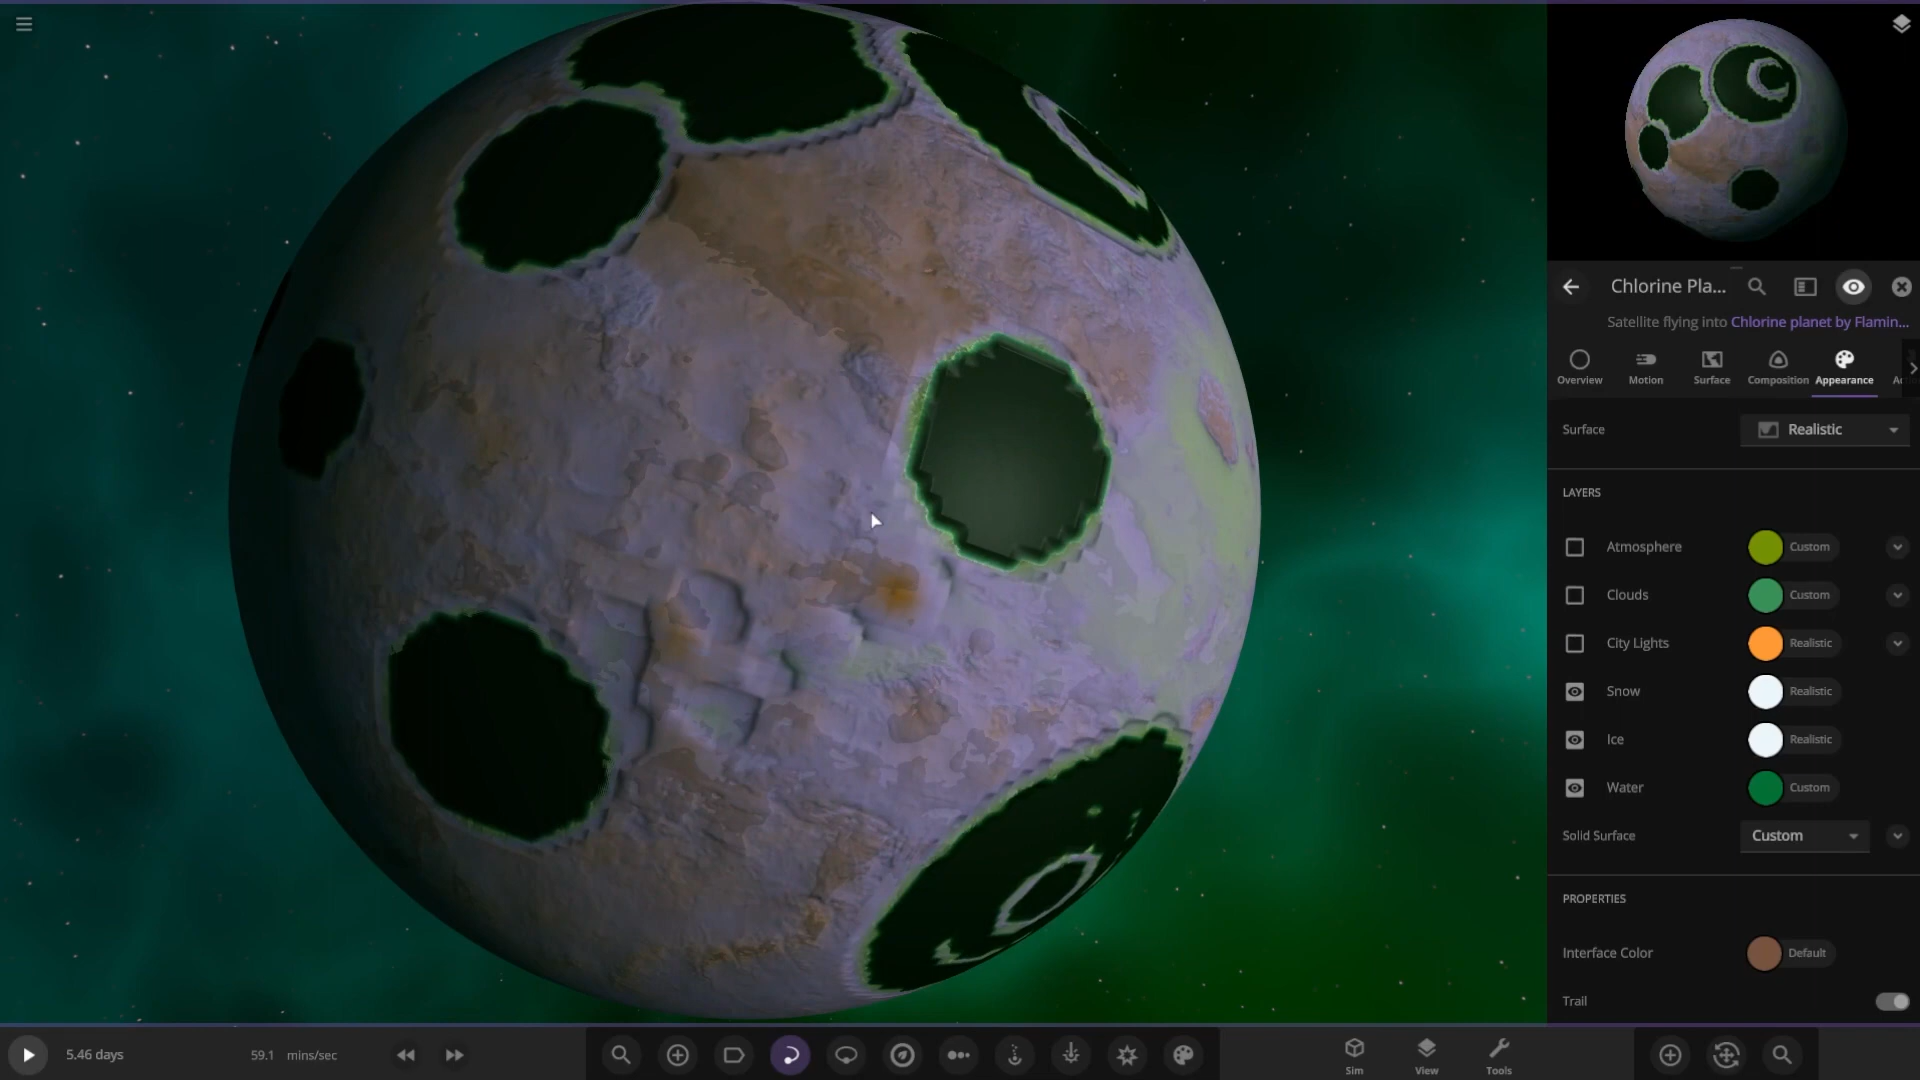 Chlorine Pla...
Satellite flying into Chlorine planet by Flamin...
Overview
Motion
Surface
Composition
Appearance
Surface
Realistic
LAYERS
Atmosphere
Custom
Clouds
Custom
City Lights
Realistic
Snow
Realistic
Ice
Realistic
Water
Custom
Solid Surface
Custom
PROPERTIES
Interface Color
Default
Trail
5.46 days
59.1 mins/sec
Sim
View
Tools